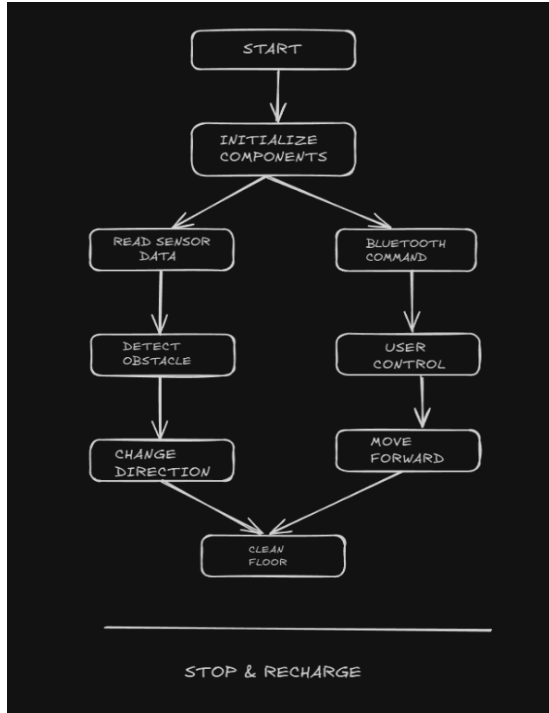 START
INITIALIZE
COMPONENTS
READ SENSOR
DATA
BLUETOOTH
COMMAND
DETECT
OBSTACLE
USER
CONTROL
CHANGE
DIRECTION
MOVE
FORWARD
CLEAN
FLOOR
STOP & RECHARGE